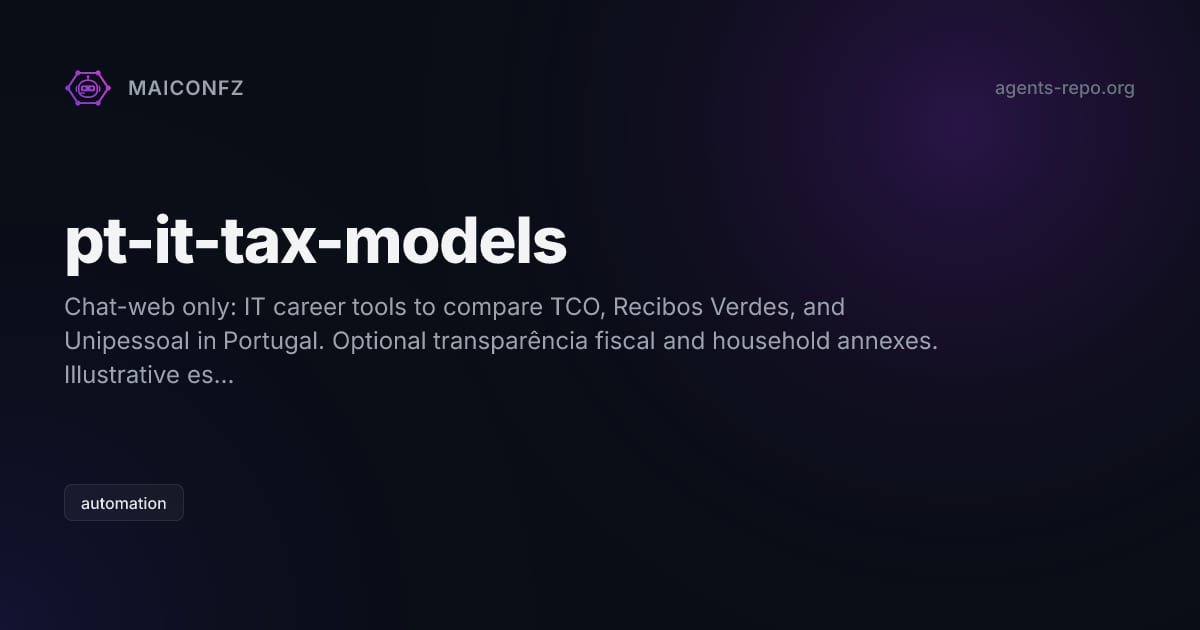 MAICONFZ
agents-repo.org
pt-it-tax-models
Chat-web only: IT career tools to compare TCO, Recibos Verdes, and
Unipessoal in Portugal. Optional transparência fiscal and household annexes.
Illustrative es...
automation